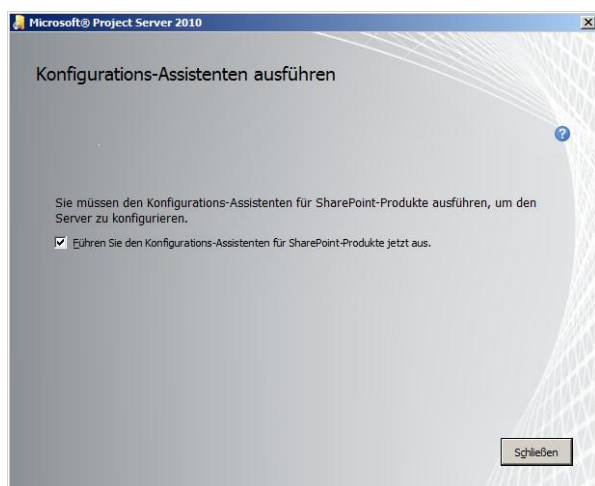 Microsoft® Project Server 2010
Konfigurations-Assistenten ausführen
Sie müssen den Konfigurations-Assistenten für SharePoint-Produkte ausführen, um den
Server zu konfigurieren.
Führen Sie den Konfigurations-Assistenten für SharePoint-Produkte jetzt aus.
Schließen